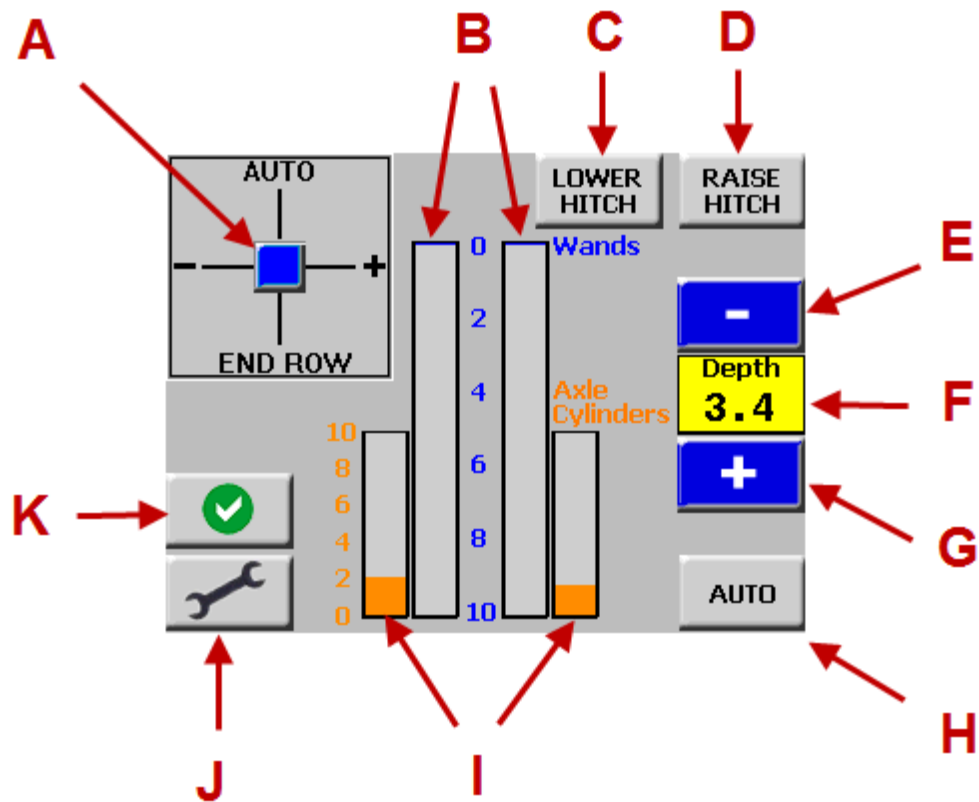 A
B
C
D
AUTO
LOWER
HITCH
RAISE
HITCH
- +
END ROW
0 Wands
2
4
6
8
10
Axle
Cylinders
10
8
6
4
2
0
-
Depth
3.4
+
AUTO
E
F
G
H
K
J
I